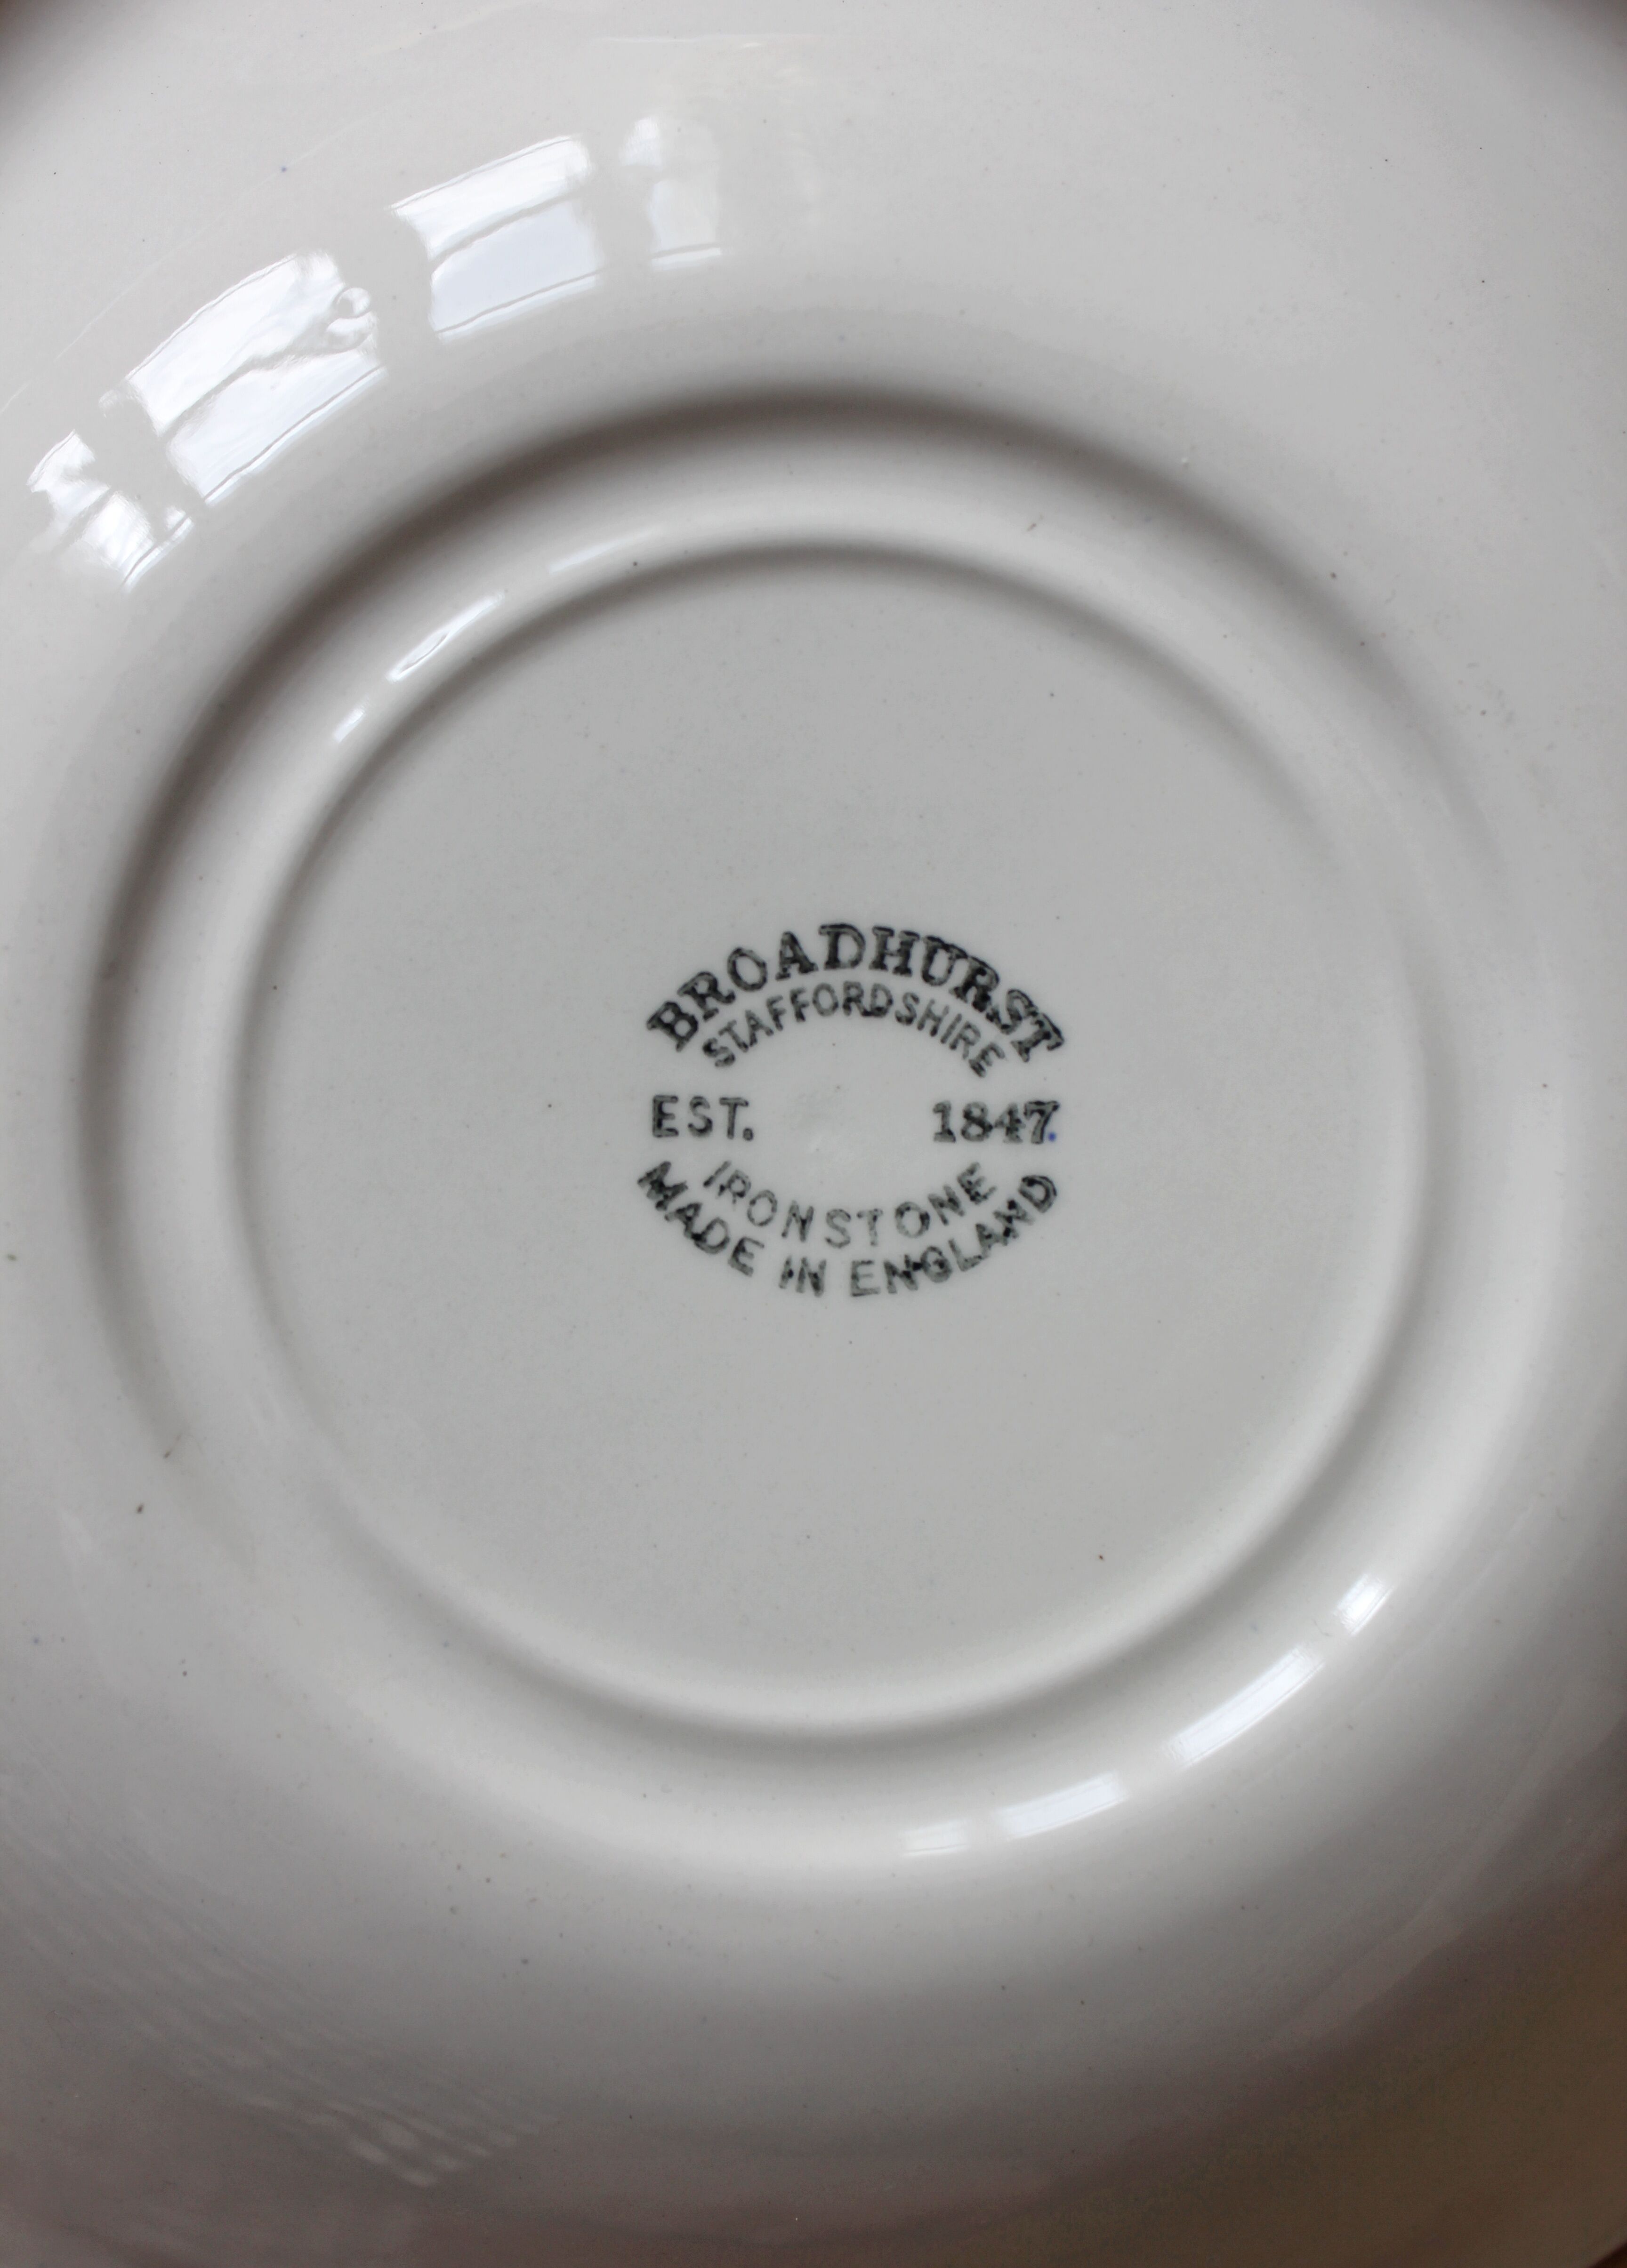 BROADHURST
STAFFORDSHIRE
EST. 1847.
IRONSTONE
MADE IN ENGLAND